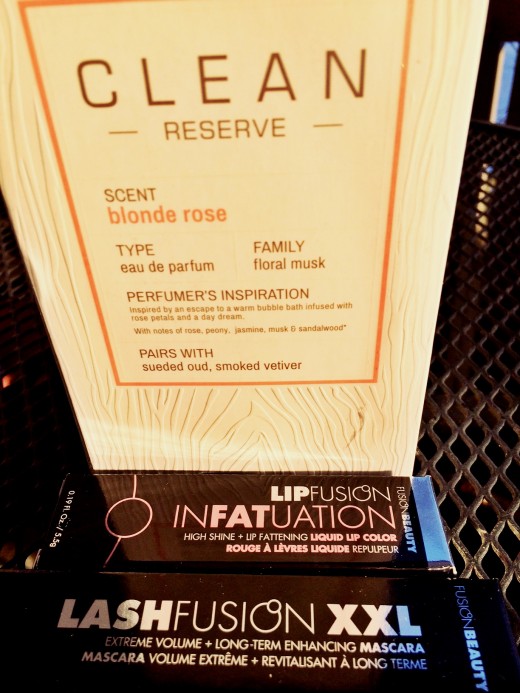 CLEAN
— RESERVE —
SCENT
blonde rose
TYPE
eau de parfum
FAMILY
floral musk
PERFUMER'S INSPIRATION
Inspired by an escape to a warm bubble bath infused with
rose petals and a day dream.
With notes of rose, peony, jasmine, musk & sandalwood*
PAIRS WITH
sueded oud, smoked vetiver
0.19 fl. oz. / 5.5g
LIPFUSION
INFATUATION
HIGH SHINE + LIP FATTENING LIQUID LIP COLOR
ROUGE À LÈVRES LIQUIDE REPULPEUR
FUSIONBEAUTY
LASHFUSION XXL
EXTREME VOLUME + LONG-TERM ENHANCING MASCARA
MASCARA VOLUME EXTRÊME + REVITALISANT À LONG TERME
FUSIONBEAUTY